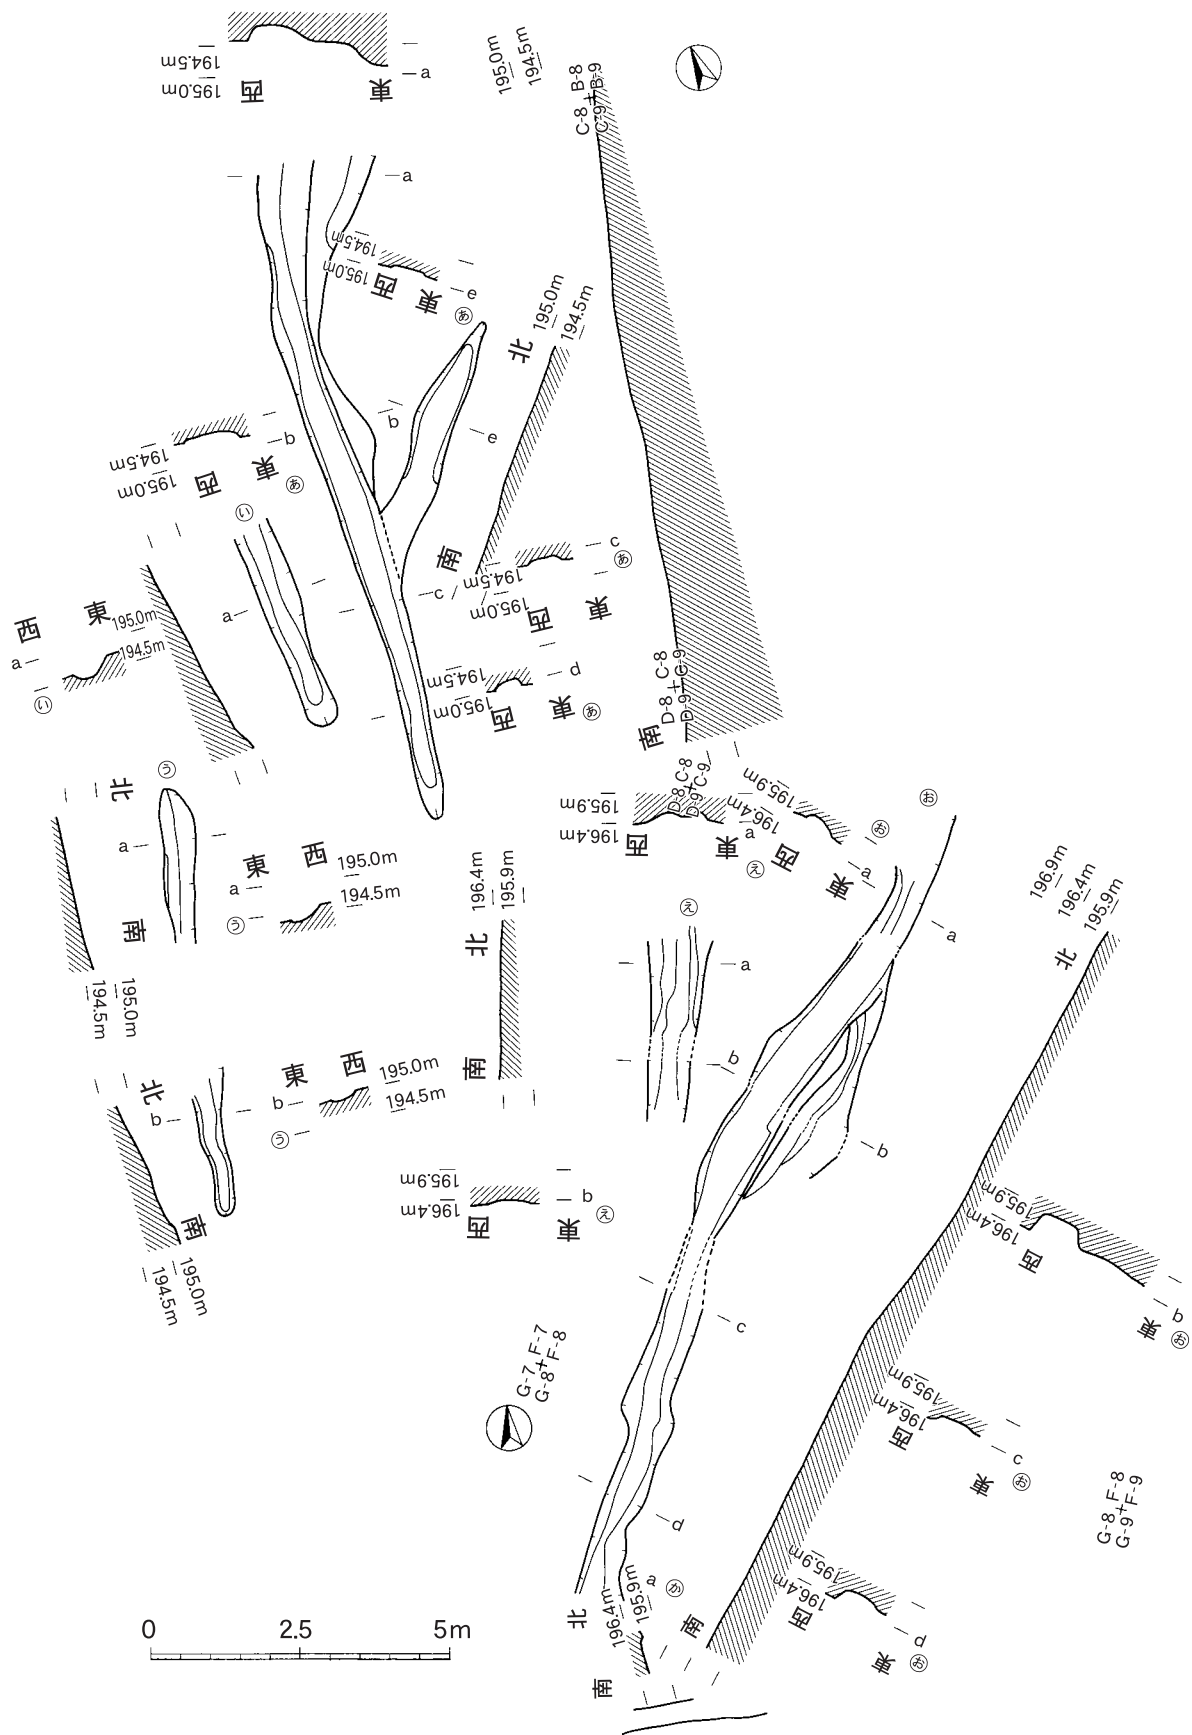 194.5m
195.0m
西
東
a
195.0m
194.5m
C-8+B-8
C-9+B-9
a
194.5m
195.0m
西
東
e
あ
北
195.0m
194.5m
b
e
194.5m
195.0m
西
東
b
あ
い
a
西
東
195.0m
194.5m
a
い
南
c
194.5m
195.0m
西
東
c
あ
194.5m
195.0m
西
東
d
あ
D-8+C-8
D-9+C-9
南
北
う
a
南
194.5m
195.0m
東
西
195.0m
194.5m
a
う
195.9m
196.4m
西
東
a
え
D-8+C-8
D-9+C-9
195.9m
196.4m
西
東
a
お
お
a
196.4m
195.9m
北
南
え
a
b
196.9m
196.4m
195.9m
北
b
北
b
南
194.5m
195.0m
東
西
195.0m
194.5m
b
う
195.9m
196.4m
西
東
b
え
195.9m
196.4m
西
東
b
お
c
G-7+F-7
G-8+F-8
195.9m
196.4m
西
東
c
お
G-8+F-8
G-9+F-9
d
195.9m
196.4m
西
東
d
お
北
a
か
196.4m
195.9m
南
南
0 2.5 5m